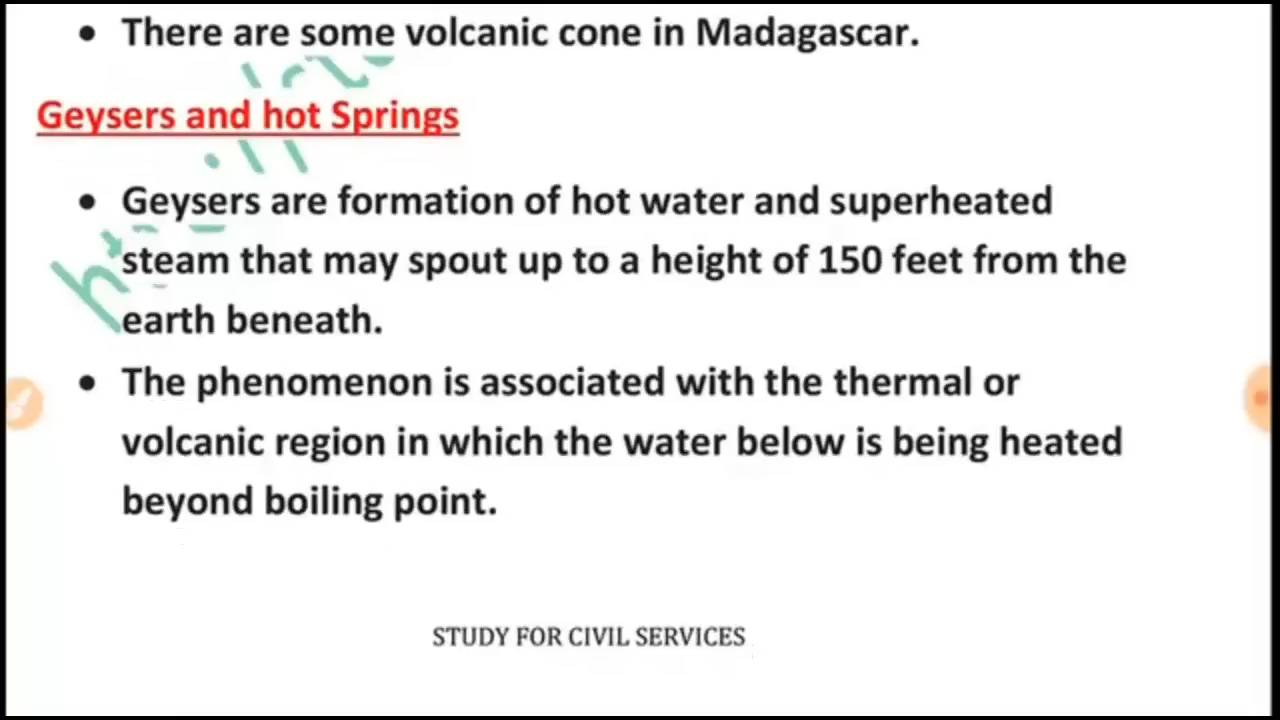 • There are some volcanic cone in Madagascar.
Geysers and hot Springs
• Geysers are formation of hot water and superheated
steam that may spout up to a height of 150 feet from the
earth beneath.
• The phenomenon is associated with the thermal or
volcanic region in which the water below is being heated
beyond boiling point.
STUDY FOR CIVIL SERVICES